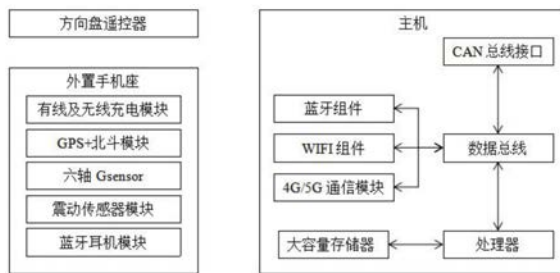 方向盘遥控器
外置手机座
有线及无线充电模块
GPS+北斗模块
六轴 Gsensor
震动传感器模块
蓝牙耳机模块
主机
CAN 总线接口
蓝牙组件
WIFI 组件
数据总线
4G/5G 通信模块
大容量存储器
处理器